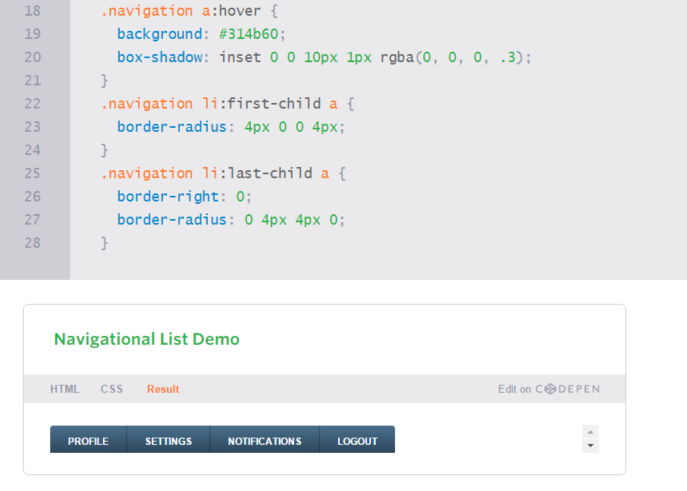 18 .navigation a:hover {
19 background: #314b60;
20 box-shadow: inset 0 0 10px 1px rgba(0, 0, 0, .3);
21 }
22 .navigation li:first-child a {
23 border-radius: 4px 0 0 4px;
24 }
25 .navigation li:last-child a {
26 border-right: 0;
27 border-radius: 0 4px 4px 0;
28 }
Navigational List Demo
HTML CSS Result Edit on CODEPEN
PROFILE SETTINGS NOTIFICATIONS LOGOUT